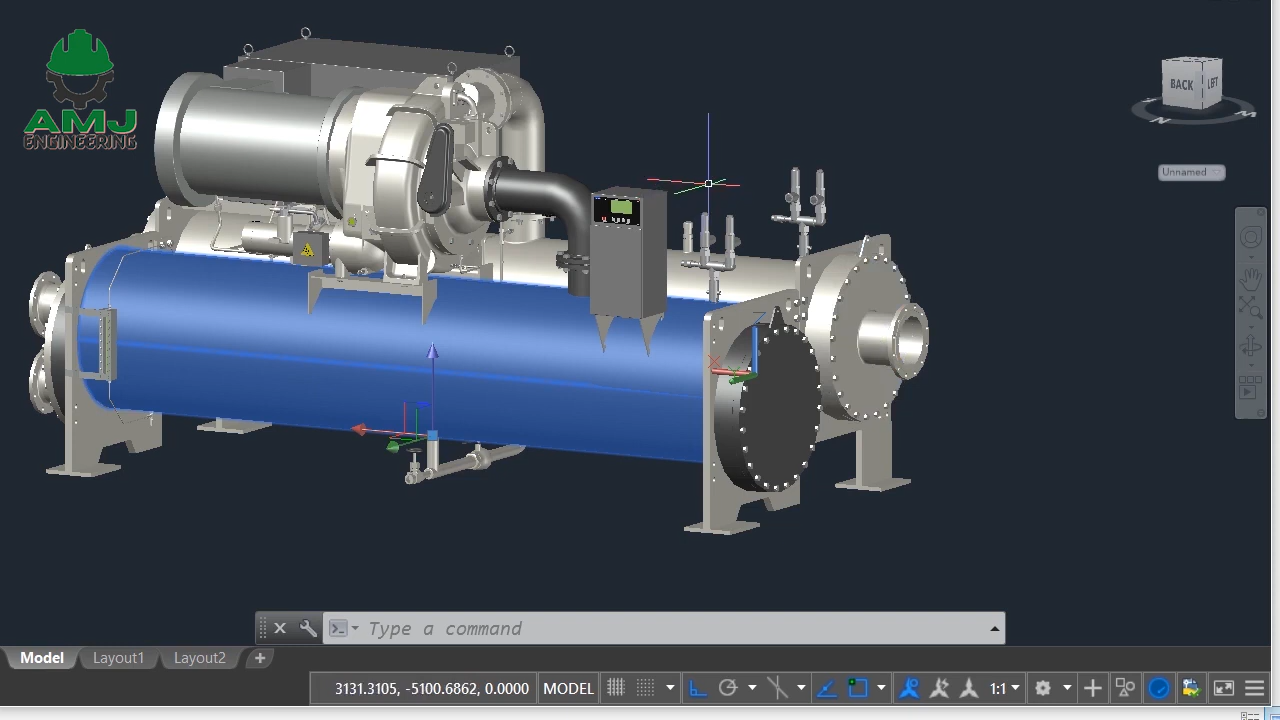 AMJ
ENGINEERING
BACK
LEFT
Unnamed
Type a command
Model
Layout1
Layout2
3131.3105, -5100.6862, 0.0000
MODEL
1:1